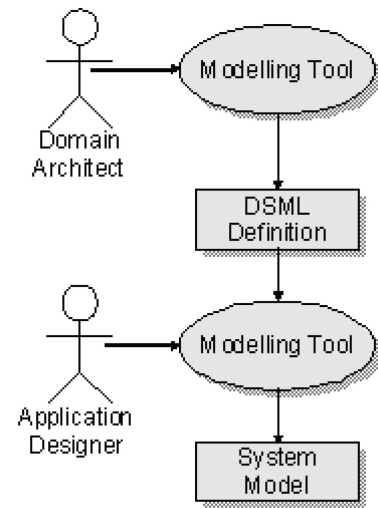 Modelling Tool
Domain
Architect
DSML
Definition
Modelling Tool
Application
Designer
System
Model